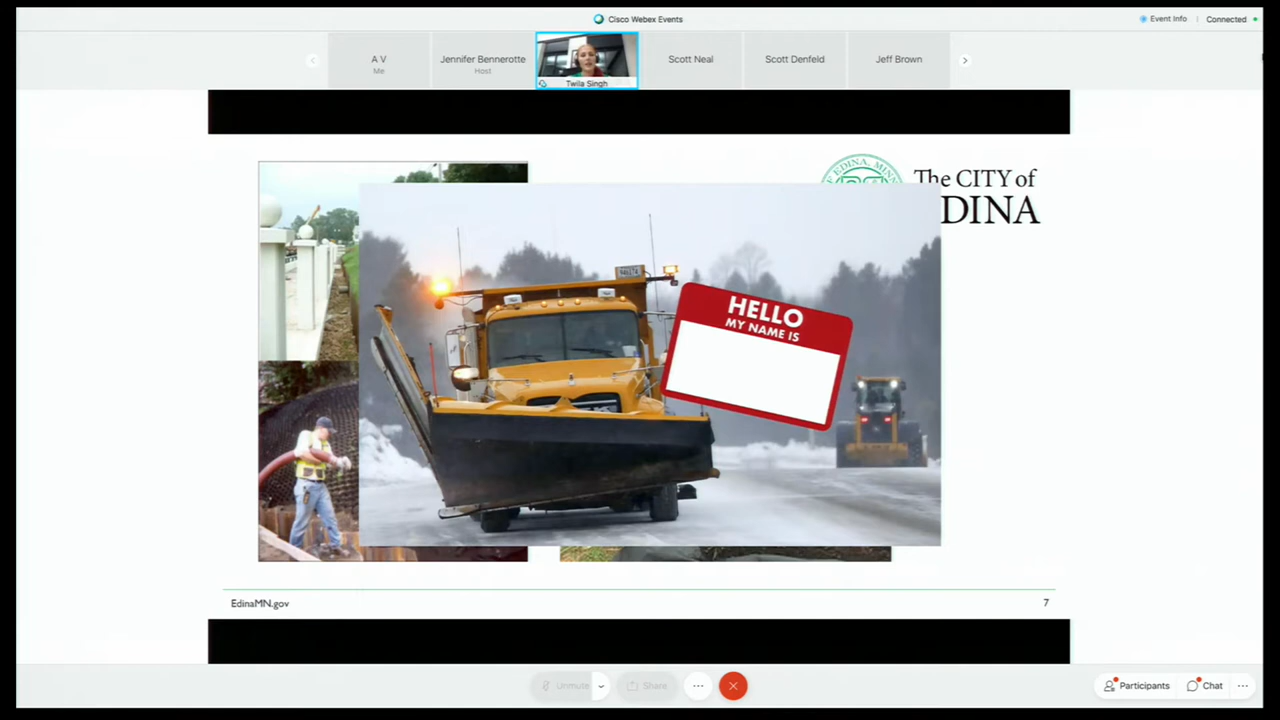 Cisco Webex Events
Event Info
Connected
A V
Me
Jennifer Bennerotte
Host
Twila Singh
Scott Neal
Scott Denfeld
Jeff Brown
The CITY of
DINA
HELLO
MY NAME IS
EdinaMN.gov
7
Unmute
Share
Participants
Chat